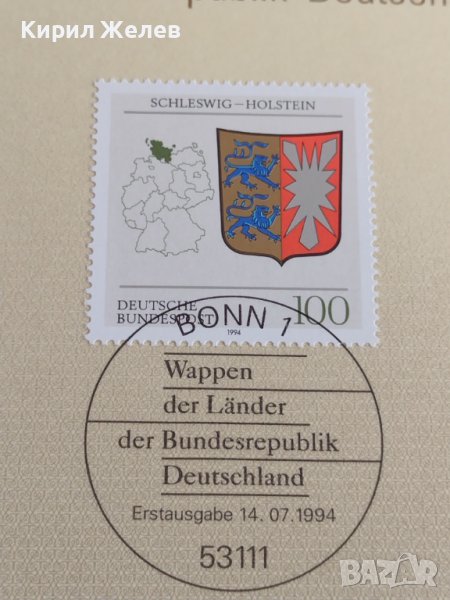 Кирил Желев
SCHLESWIG–HOLSTEIN
DEUTSCHE
BUNDESPOST
1994
100
BONN 1
Wappen
der Länder
der Bundesrepublik
Deutschland
Erstausgabe 14.07.1994
53111
BAZAR